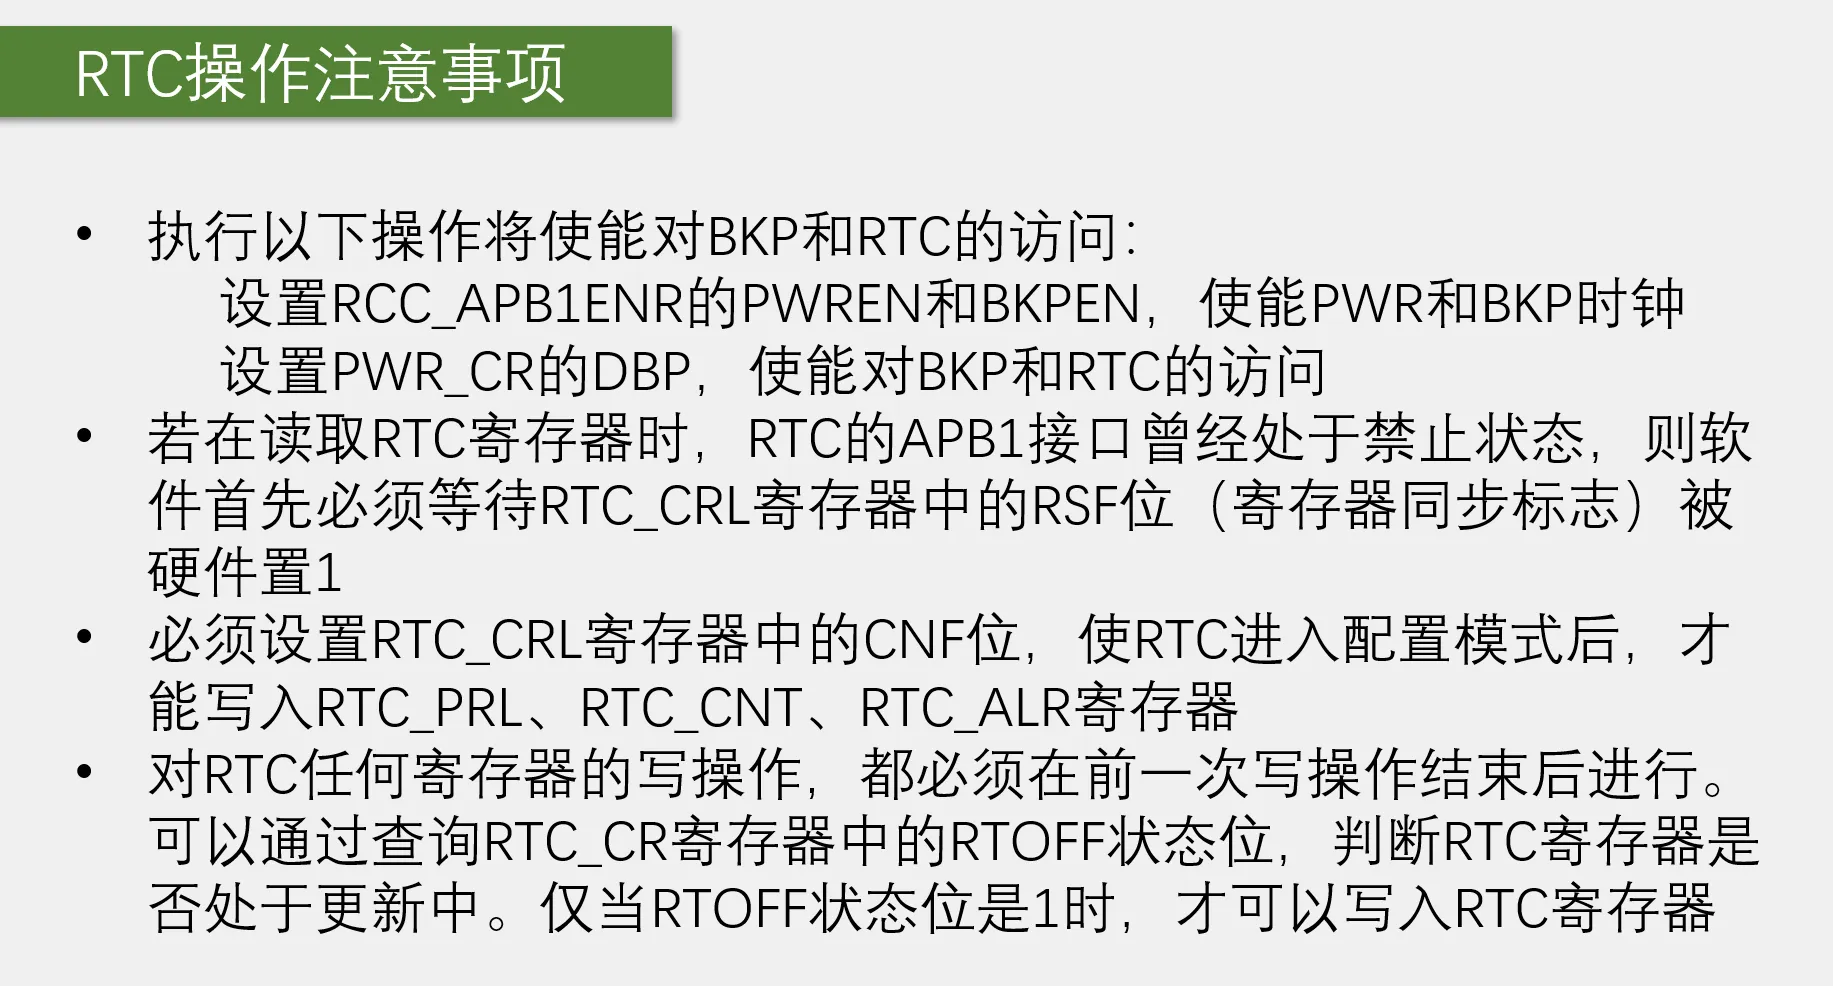 RTC操作注意事项
• 执行以下操作将使能对BKP和RTC的访问：
设置RCC_APB1ENR的PWREN和BKPEN，使能PWR和BKP时钟
设置PWR_CR的DBP，使能对BKP和RTC的访问
• 若在读取RTC寄存器时，RTC的APB1接口曾经处于禁止状态，则软
件首先必须等待RTC_CRL寄存器中的RSF位（寄存器同步标志）被
硬件置1
• 必须设置RTC_CRL寄存器中的CNF位，使RTC进入配置模式后，才
能写入RTC_PRL、RTC_CNT、RTC_ALR寄存器
• 对RTC任何寄存器的写操作，都必须在前一次写操作结束后进行。
可以通过查询RTC_CR寄存器中的RTOFF状态位，判断RTC寄存器是
否处于更新中。仅当RTOFF状态位是1时，才可以写入RTC寄存器